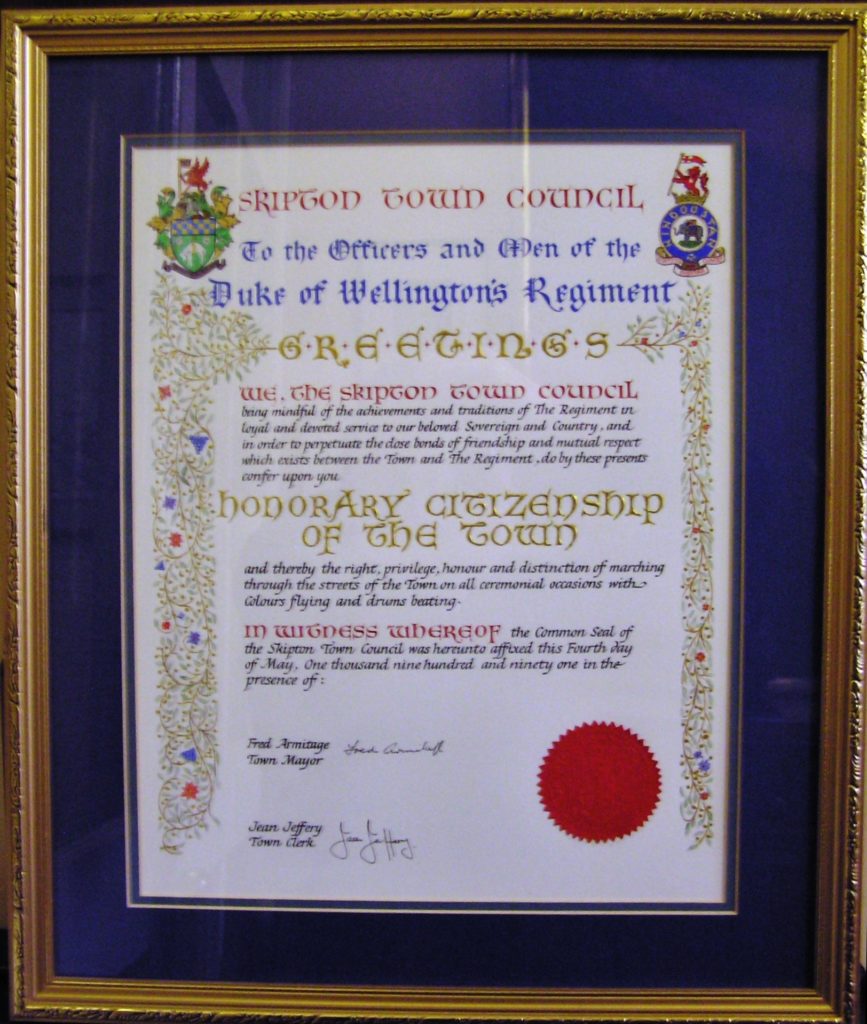 SKIPTON TOWN COUNCIL
HINDOOSTAN
To the Officers and Men of the
Duke of Wellington's Regiment
G·R·E·E·T·I·N·G·S
WE, THE SKIPTON TOWN COUNCIL
being mindful of the achievements and traditions of The Regiment in
loyal and devoted service to our beloved Sovereign and Country, and
in order to perpetuate the close bonds of friendship and mutual respect
which exists between the Town and The Regiment, do by these presents
confer upon you
HONORARY CITIZENSHIP
OF THE TOWN
and thereby the right, privilege, honour and distinction of marching
through the streets of the Town on all ceremonial occasions with
Colours flying and drums beating.
IN WITNESS WHEREOF the Common Seal of
the Skipton Town Council was hereunto affixed this Fourth day
of May, One thousand nine hundred and ninety one in the
presence of:
Fred Armitage Fred Armitage
Town Mayor
Jean Jeffery Jean Jeffery
Town Clerk